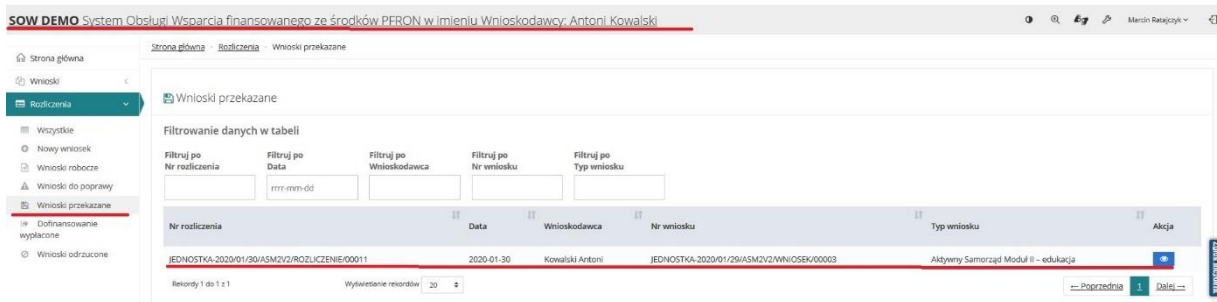 SOW DEMO System Obsługi Wsparcia finansowanego ze środków PFRON w imieniu Wnioskodawcy: Antoni Kowalski
Marcin Ratajczyk
Strona główna
Wnioski
Rozliczenia
Wszystkie
Nowy wniosek
Wnioski robocze
Wnioski do poprawy
Wnioski przekazane
Dofinansowanie
wypłacone
Wnioski odrzucone
Strona główna Rozliczenia Wnioski przekazane
Wnioski przekazane
Filtrowanie danych w tabeli
Filtruj po Nr rozliczenia
Filtruj po Data
Filtruj po Wnioskodawca
Filtruj po Nr wniosku
Filtruj po Typ wniosku
rrrr-mm-dd
Nr rozliczenia Data Wnioskodawca Nr wniosku Typ wniosku Akcja
JEDNOSTKA-2020/01/30/ASM2V2/ROZLICZENIE/00011 2020-01-30 Kowalski Antoni JEDNOSTKA-2020/01/29/ASM2V2/WNIOSEK/00003 Aktywny Samorząd Moduł II – edukacja
Rekordy 1 do 1 z 1 Wyświetlanie rekordów 20 ← Poprzednia 1 Dalej →